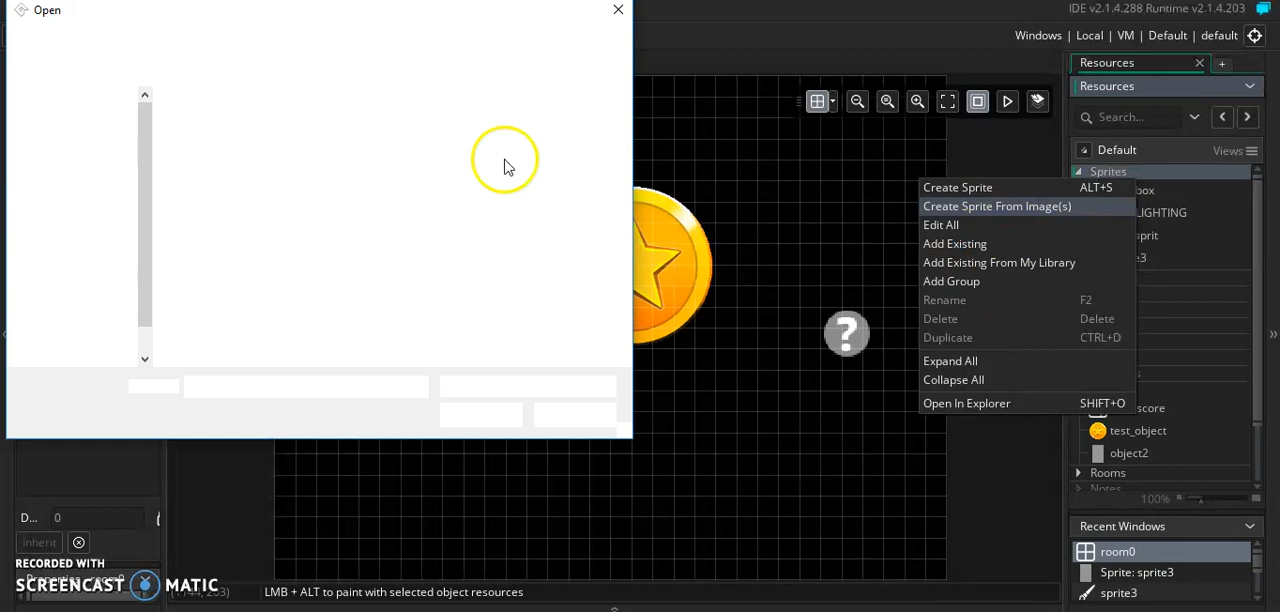 Open
IDE v2.1.4.288 Runtime v2.1.4.203
Windows | Local | VM | Default | default
Resources
Resources
Search...
Default
Views
Sprites
box
LIGHTING
sprit
e3
Create Sprite ALT+S
Create Sprite From Image(s)
Edit All
Add Existing
Add Existing From My Library
Add Group
Rename F2
Delete Delete
Duplicate CTRL+D
Expand All
Collapse All
Open In Explorer SHIFT+O
score
test_object
object2
Rooms
Notes
100%
Recent Windows
room0
Sprite: sprite3
sprite3
?
D... 0
inherit
RECORDED WITH
SCREENCAST MATIC
LMB + ALT to paint with selected object resources